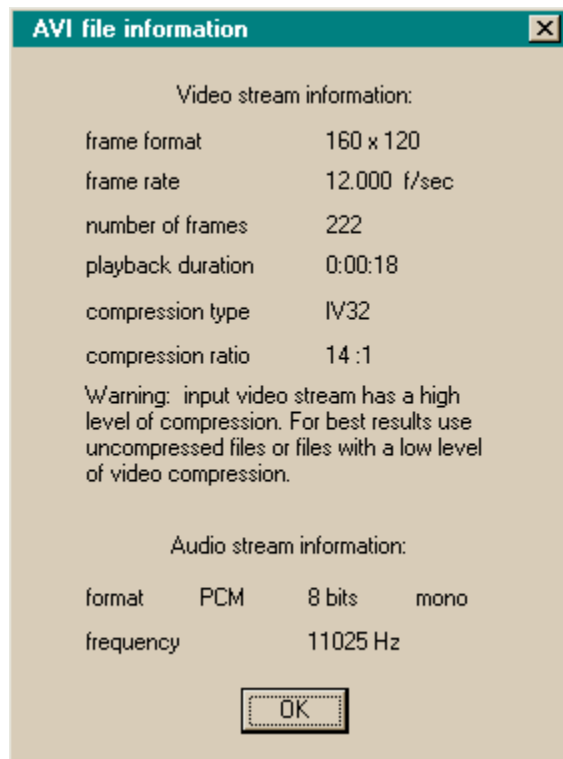 AVI file information
Video stream information:
frame format 160 x 120
frame rate 12.000 f/sec
number of frames 222
playback duration 0:00:18
compression type IV32
compression ratio 14 :1
Warning: input video stream has a high
level of compression. For best results use
uncompressed files or files with a low level
of video compression.
Audio stream information:
format PCM 8 bits mono
frequency 11025 Hz
OK